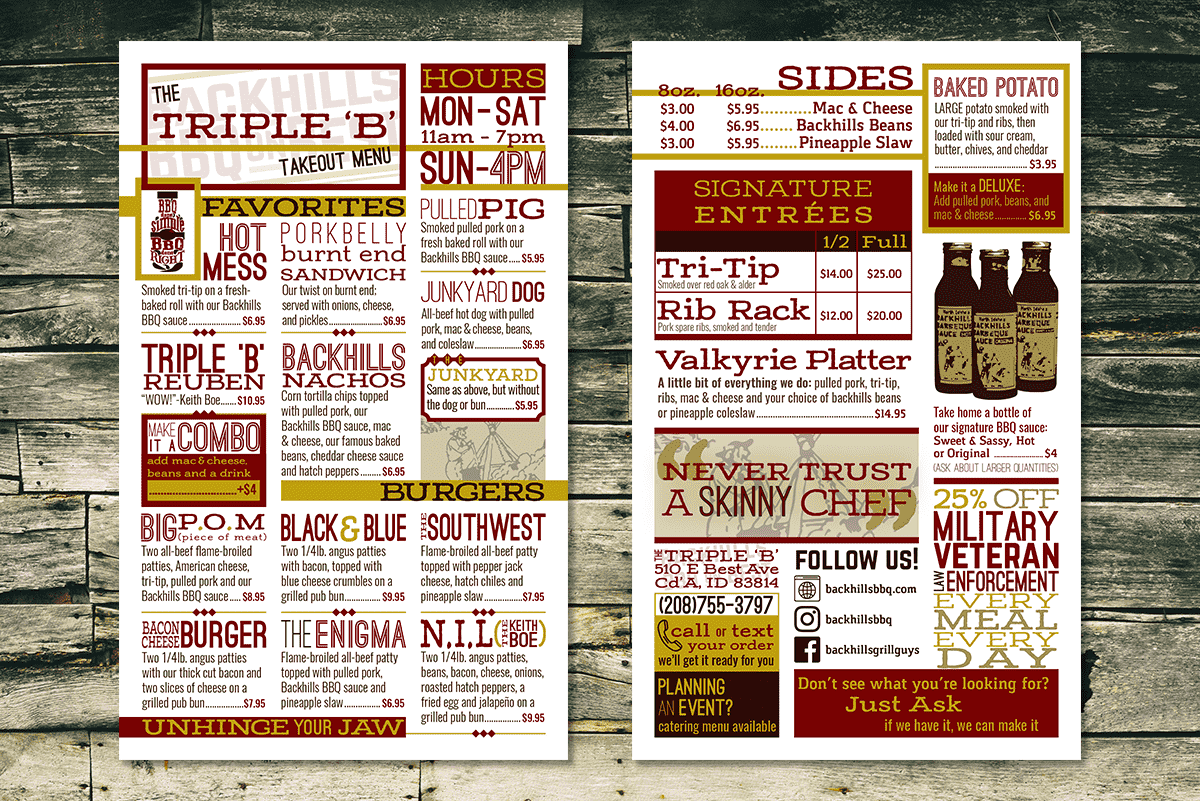 BACKHILLS
BBQ
THE
TRIPLE ‘B’
TAKEOUT MENU
HOURS
MON - SAT
11am - 7pm
SUN-4PM
BBQ
done
simple
BBQ
done
RIGHT
FAVORITES
HOT
MESS
Smoked tri-tip on a fresh-
baked roll with our Backhills
BBQ sauce ................... $6.95
TRIPLE 'B'
REUBEN
“WOW!”-Keith Boe...... $10.95
MAKE
IT A COMBO
add mac & cheese,
beans and a drink
............................+$4
PORKBELLY
burnt end
SANDWICH
Our twist on burnt end;
served with onions, cheese,
and pickles................... $6.95
BACKHILLS
NACHOS
Corn tortilla chips topped
with pulled pork, our
Backhills BBQ sauce, mac
& cheese, our famous baked
beans, cheddar cheese sauce
and hatch peppers ........ $6.95
PULLED PIG
Smoked pulled pork on a
fresh baked roll with our
Backhills BBQ sauce .... $5.95
JUNKYARD DOG
All-beef hot dog with pulled
pork, mac & cheese, beans,
and coleslaw................. $6.95
THE
JUNKYARD
Same as above, but without
the dog or bun............ $5.95
BURGERS
BIG P.O.M
(piece of meat)
Two all-beef flame-broiled
patties, American cheese,
tri-tip, pulled pork and our
Backhills BBQ sauce..... $8.95
BLACK & BLUE
Two 1/4lb. angus patties
with bacon, topped with
blue cheese crumbles on a
grilled pub bun............... $9.95
THE SOUTHWEST
Flame-broiled all-beef patty
topped with pepper jack
cheese, hatch chiles and
pineapple slaw............... $7.95
BACON
CHEESE BURGER
Two 1/4lb. angus patties
with our thick cut bacon and
two slices of cheese on a
grilled pub bun................ $7.95
THE ENIGMA
Flame-broiled all-beef patty
topped with pulled pork,
Backhills BBQ sauce and
pineapple slaw............... $6.95
N.I.L (THE KEITH BOE)
Two 1/4lb. angus patties,
beans, bacon, cheese, onions,
roasted hatch peppers, a
fried egg and jalapeño on a
grilled pub bun............... $9.95
UNHINGE YOUR JAW
SIDES
8oz. 16oz.
$3.00 $5.95...... Mac & Cheese
$4.00 $6.95....... Backhills Beans
$3.00 $5.95....... Pineapple Slaw
BAKED POTATO
LARGE potato smoked with
our tri-tip and ribs, then
loaded with sour cream,
butter, chives, and cheddar
................................. $3.95
Make it a DELUXE:
Add pulled pork, beans, and
mac & cheese............. $6.95
SIGNATURE
ENTRÉES
1/2 Full
Tri-Tip $14.00 $25.00
Smoked over red oak & alder
Rib Rack $12.00 $20.00
Pork spare ribs, smoked and tender
Valkyrie Platter
A little bit of everything we do: pulled pork, tri-tip,
ribs, mac & cheese and your choice of backhills beans
or pineapple coleslaw ............................................ $14.95
BACKHILLS
BARBEQUE
SAUCE
Take home a bottle of
our signature BBQ sauce:
Sweet & Sassy, Hot
or Original .................... $4
(ASK ABOUT LARGER QUANTITIES)
NEVER TRUST
A SKINNY CHEF
THE TRIPLE ‘B’
510 E Best Ave
Cd’A, ID 83814
(208)755-3797
call or text
your order
we’ll get it ready for you
PLANNING
AN EVENT?
catering menu available
FOLLOW US!
backhillsbbq.com
backhillsbbq
backhillsgrillguys
25% OFF
MILITARY
VETERAN
LAW ENFORCEMENT
EVERY
MEAL
EVERY
DAY
Don’t see what you’re looking for?
Just Ask
if we have it, we can make it